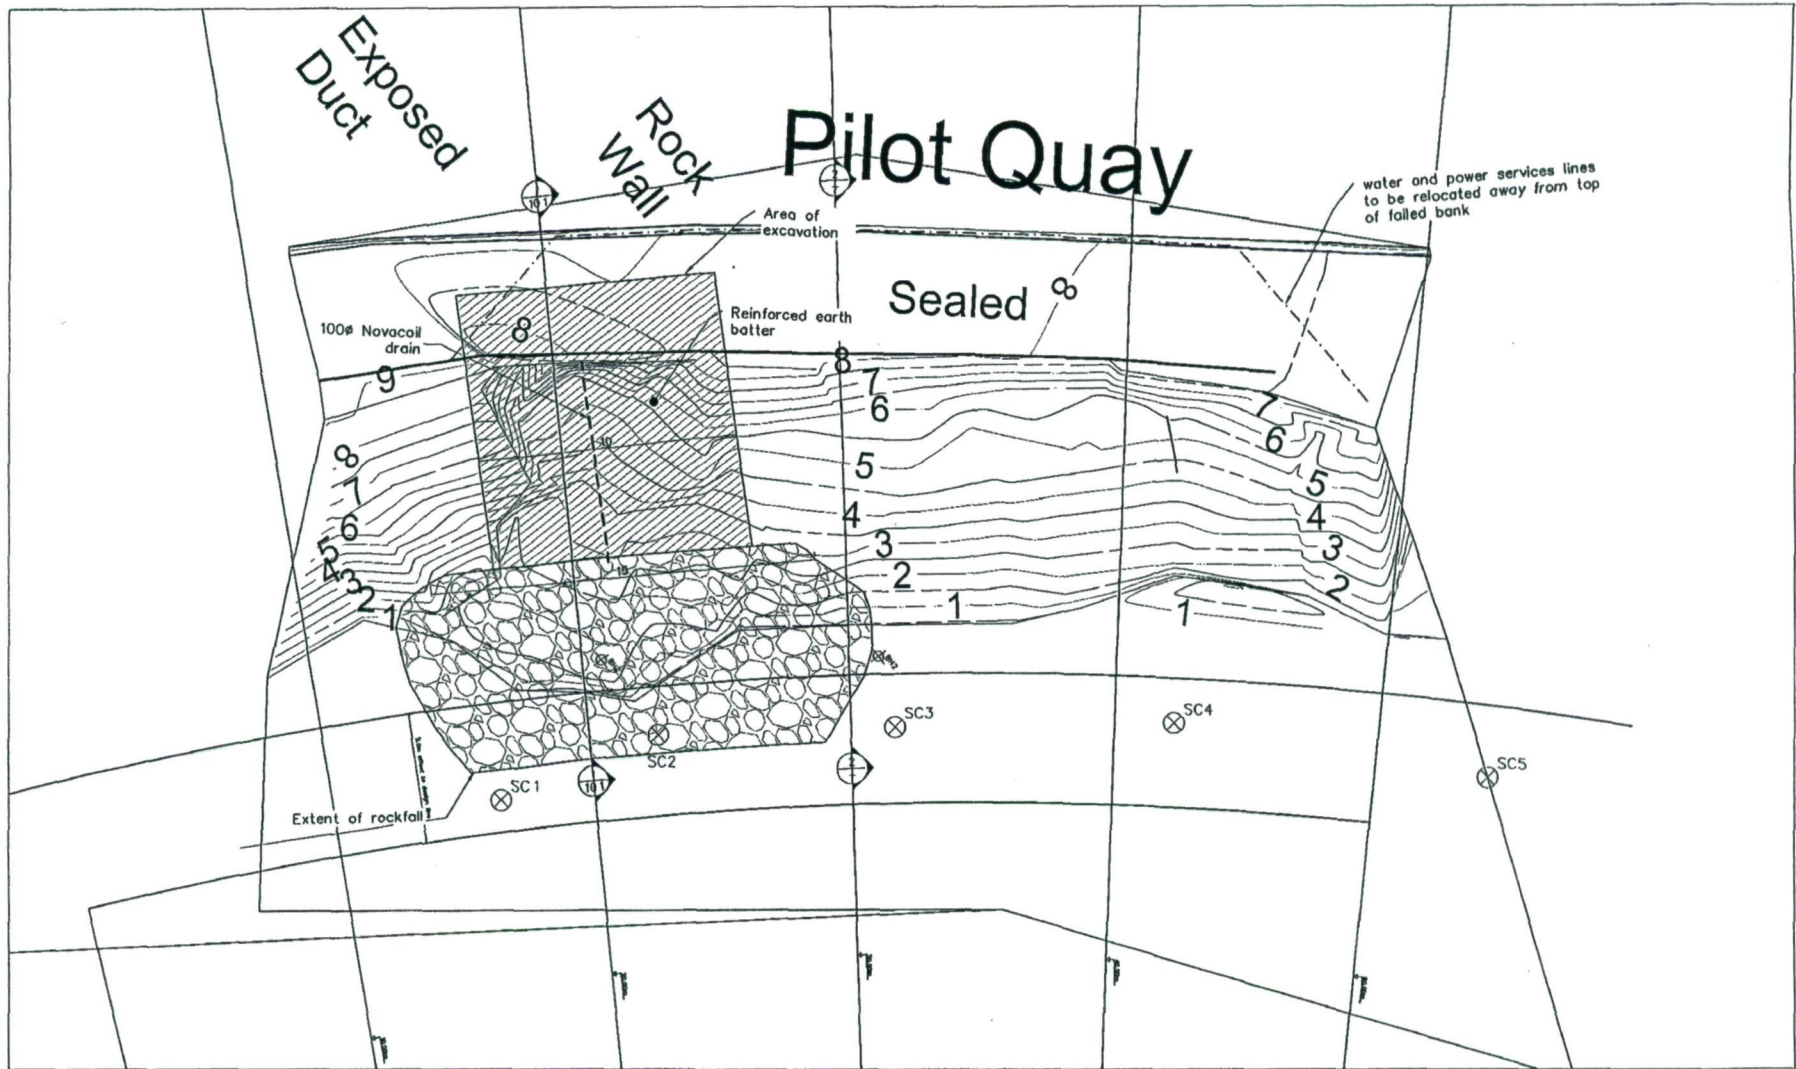 Exposed
Duct
Rock
Wall
Pilot Quay
water and power services lines
to be relocated away from top
of failed bank
Area of
excavation
Sealed
8
Reinforced earth
batter
100ø Novacoil
drain
8
9
8
7
6
5
4
3
2
1
8
7
6
5
4
3
2
1
7
6
5
4
3
2
1
10
15
SC1
SC2
SC3
SC4
SC5
Extent of rockfall
101
101
2
2